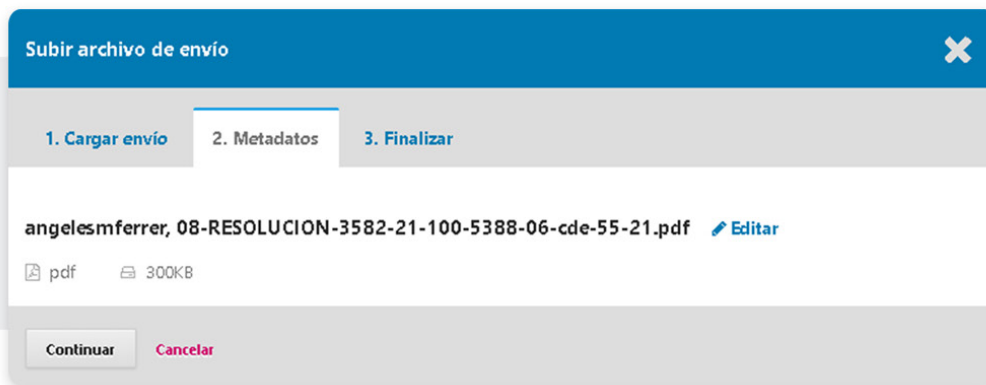 Subir archivo de envío
1. Cargar envío 2. Metadatos 3. Finalizar
angelesmferrer, 08-RESOLUCION-3582-21-100-5388-06-cde-55-21.pdf Editar
pdf 300KB
Continuar Cancelar